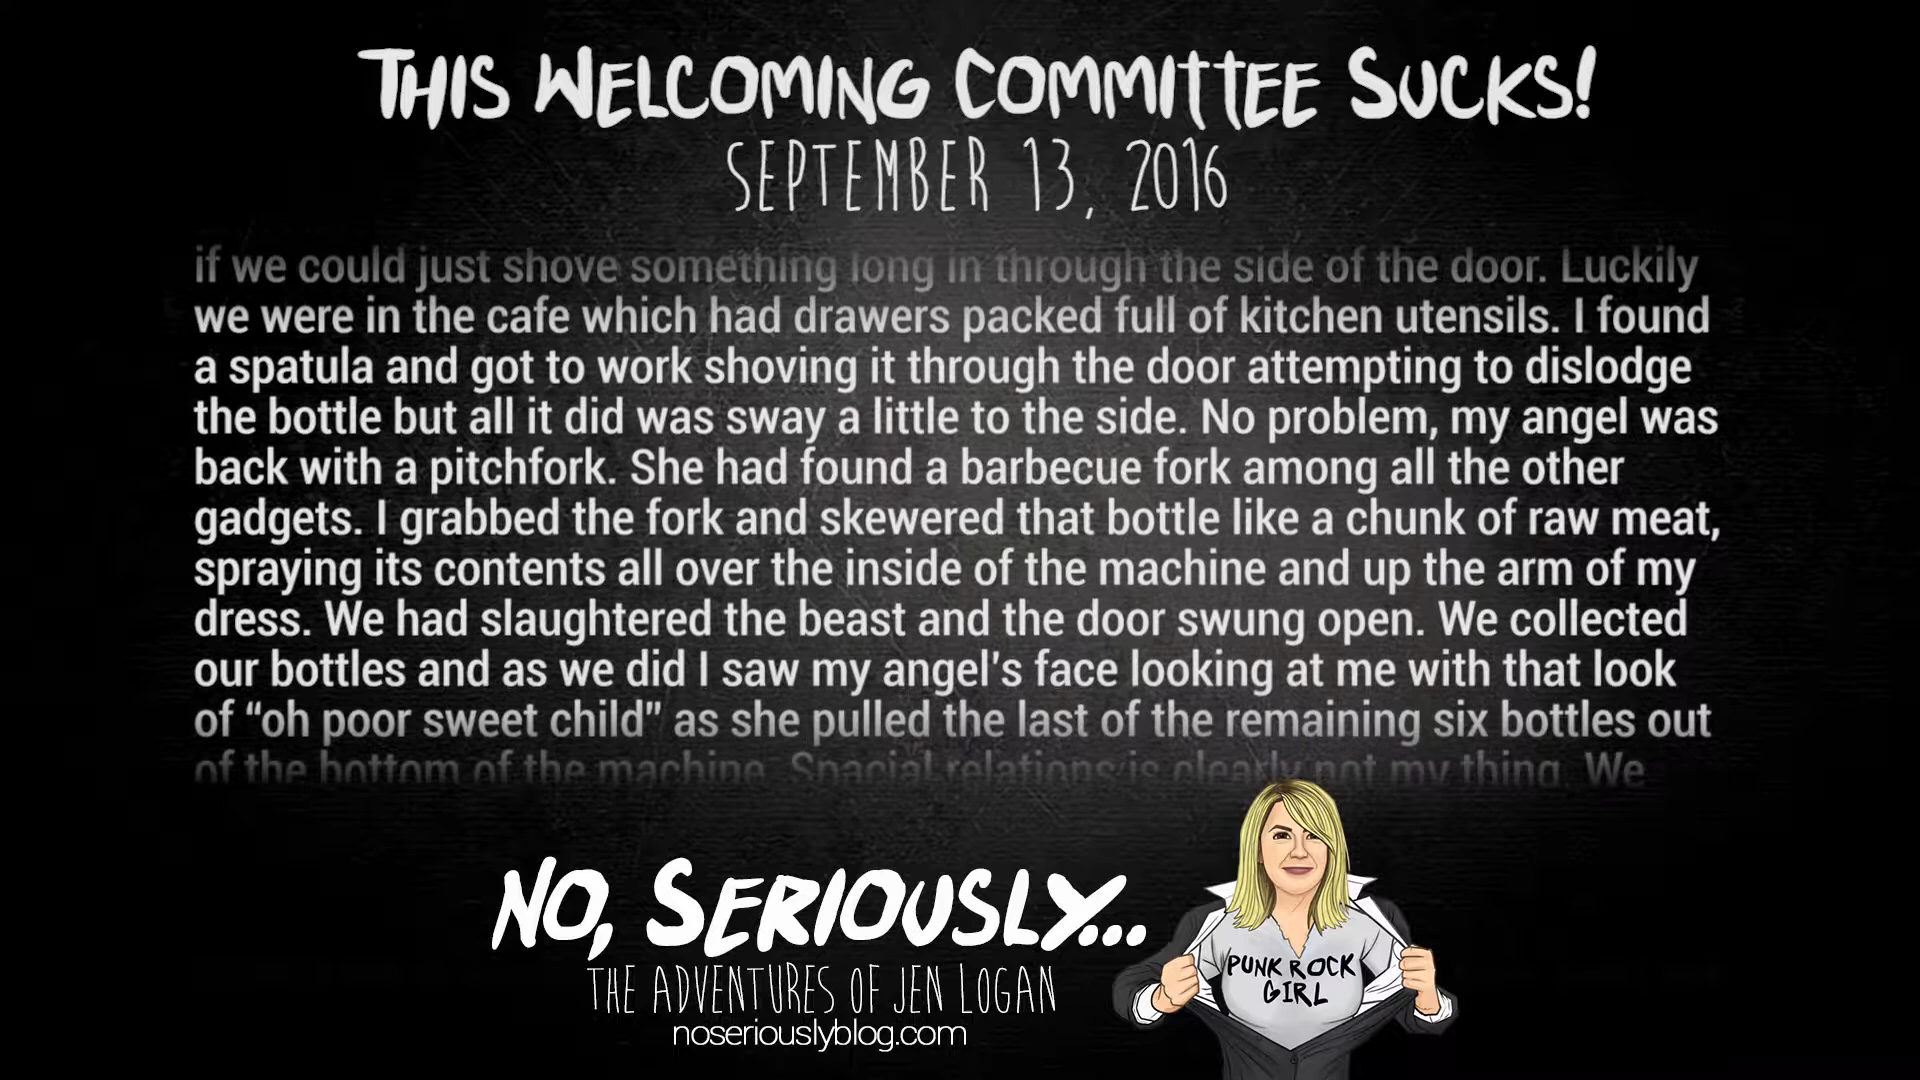 THIS WELCOMING COMMITTEE SUCKS!
SEPTEMBER 13, 2016
if we could just shove something long in through the side of the door. Luckily
we were in the cafe which had drawers packed full of kitchen utensils. I found
a spatula and got to work shoving it through the door attempting to dislodge
the bottle but all it did was sway a little to the side. No problem, my angel was
back with a pitchfork. She had found a barbecue fork among all the other
gadgets. I grabbed the fork and skewered that bottle like a chunk of raw meat,
spraying its contents all over the inside of the machine and up the arm of my
dress. We had slaughtered the beast and the door swung open. We collected
our bottles and as we did I saw my angel's face looking at me with that look
of “oh poor sweet child” as she pulled the last of the remaining six bottles out
of the bottom of the machine. Spacial relations is clearly not my thing. We
NO, SERIOUSLY...
THE ADVENTURES OF JEN LOGAN
noseriouslyblog.com
PUNK ROCK
GIRL